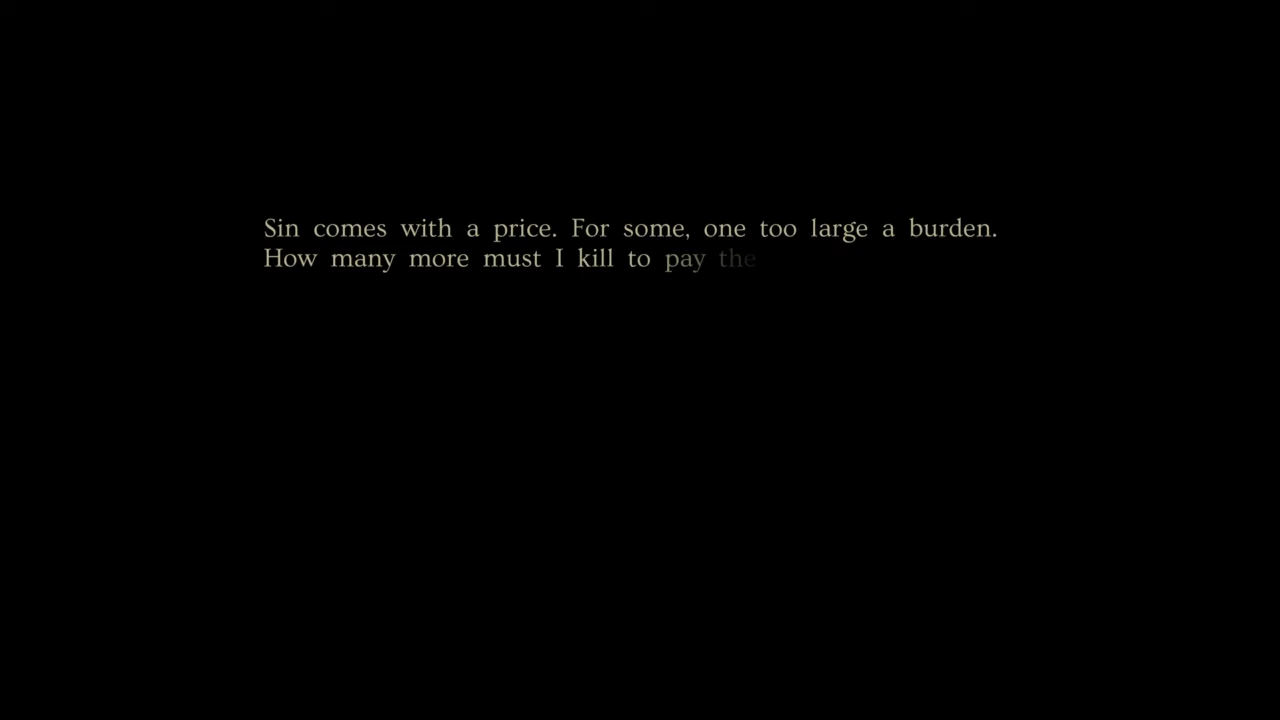 Sin comes with a price. For some, one too large a burden.
How many more must I kill to pay the